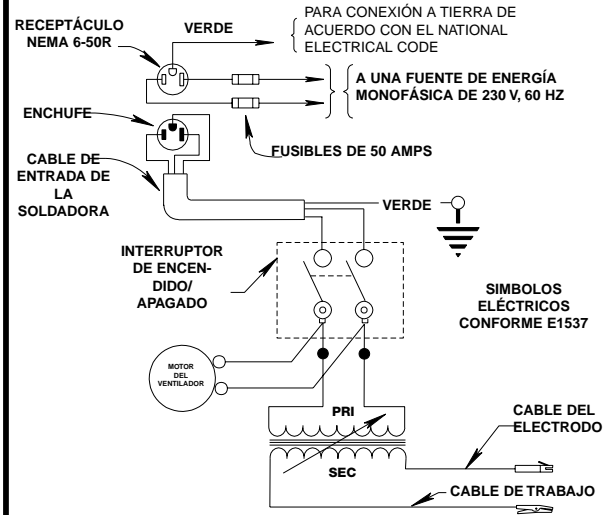 RECEPTÁCULO
NEMA 6-50R
VERDE
PARA CONEXIÓN A TIERRA DE
ACUERDO CON EL NATIONAL
ELECTRICAL CODE
A UNA FUENTE DE ENERGÍA
MONOFÁSICA DE 230 V, 60 HZ
ENCHUFE
FUSIBLES DE 50 AMPS
CABLE DE
ENTRADA DE
LA
SOLDADORA
VERDE
INTERRUPTOR
DE ENCEN-
DIDO/
APAGADO
SIMBOLOS
ELÉCTRICOS
CONFORME E1537
MOTOR
DEL
VENTILADOR
PRI
SEC
CABLE DEL
ELECTRODO
CABLE DE TRABAJO